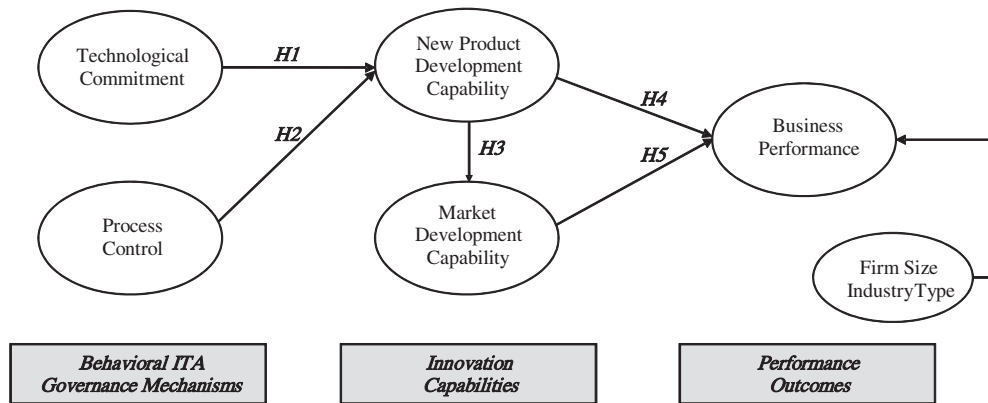 Technological
Commitment
H1
New Product
Development
Capability
H4
Business
Performance
H2
H3
H5
Process
Control
Market
Development
Capability
Firm Size
IndustryType
Behavioral ITA
Governance Mechanisms
Innovation
Capabilities
Performance
Outcomes